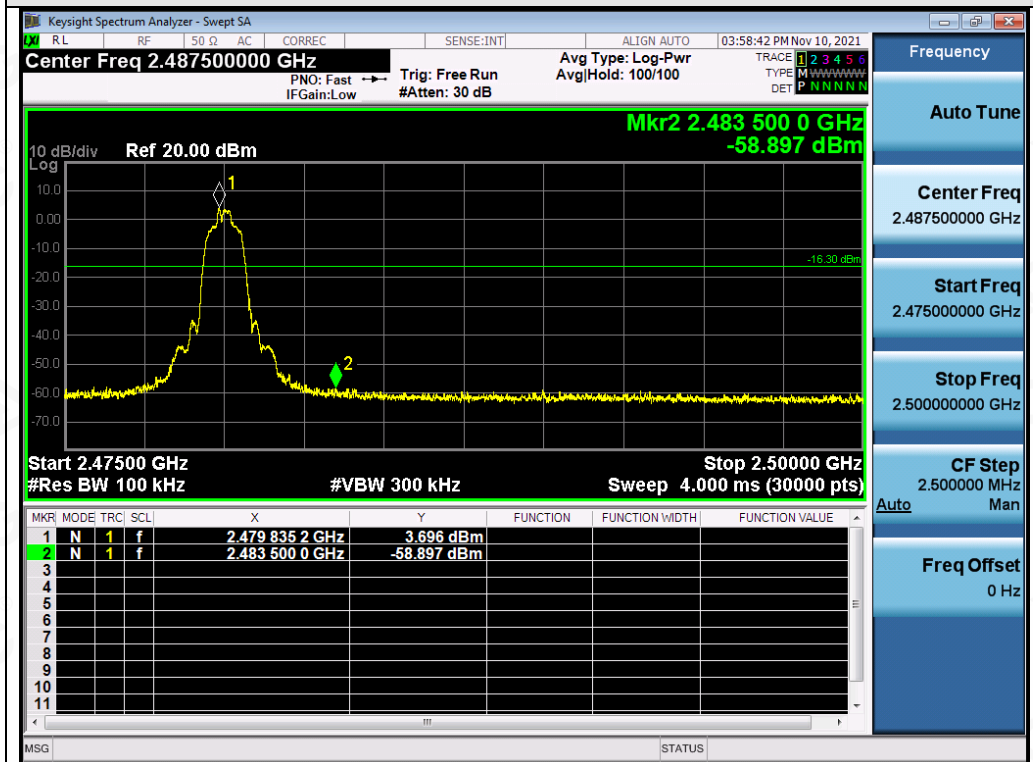 Keysight Spectrum Analyzer - Swept SA
LXI RL RF 50 Ω AC CORREC SENSE:INT ALIGN AUTO 03:58:42 PM Nov 10, 2021
Center Freq 2.487500000 GHz
PNO: Fast
IFGain:Low
Trig: Free Run
#Atten: 30 dB
Avg Type: Log-Pwr
Avg|Hold: 100/100
TRACE 1 2 3 4 5 6
TYPE M WWWWW
DET P N N N N N
Mkr2 2.483 500 0 GHz
-58.897 dBm
10 dB/div Ref 20.00 dBm
Log
10.0
0.00
-10.0
-20.0
-30.0
-40.0
-50.0
-60.0
-70.0
1
-16.30 dBm
2
Start 2.47500 GHz Stop 2.50000 GHz
#Res BW 100 kHz #VBW 300 kHz Sweep 4.000 ms (30000 pts)
MKR MODE TRC SCL X Y FUNCTION FUNCTION WIDTH FUNCTION VALUE
1 N 1 f 2.479 835 2 GHz 3.696 dBm
2 N 1 f 2.483 500 0 GHz -58.897 dBm
3
4
5
6
7
8
9
10
11
MSG STATUS
Frequency
Auto Tune
Center Freq
2.487500000 GHz
Start Freq
2.475000000 GHz
Stop Freq
2.500000000 GHz
CF Step
2.500000 MHz
Auto Man
Freq Offset
0 Hz